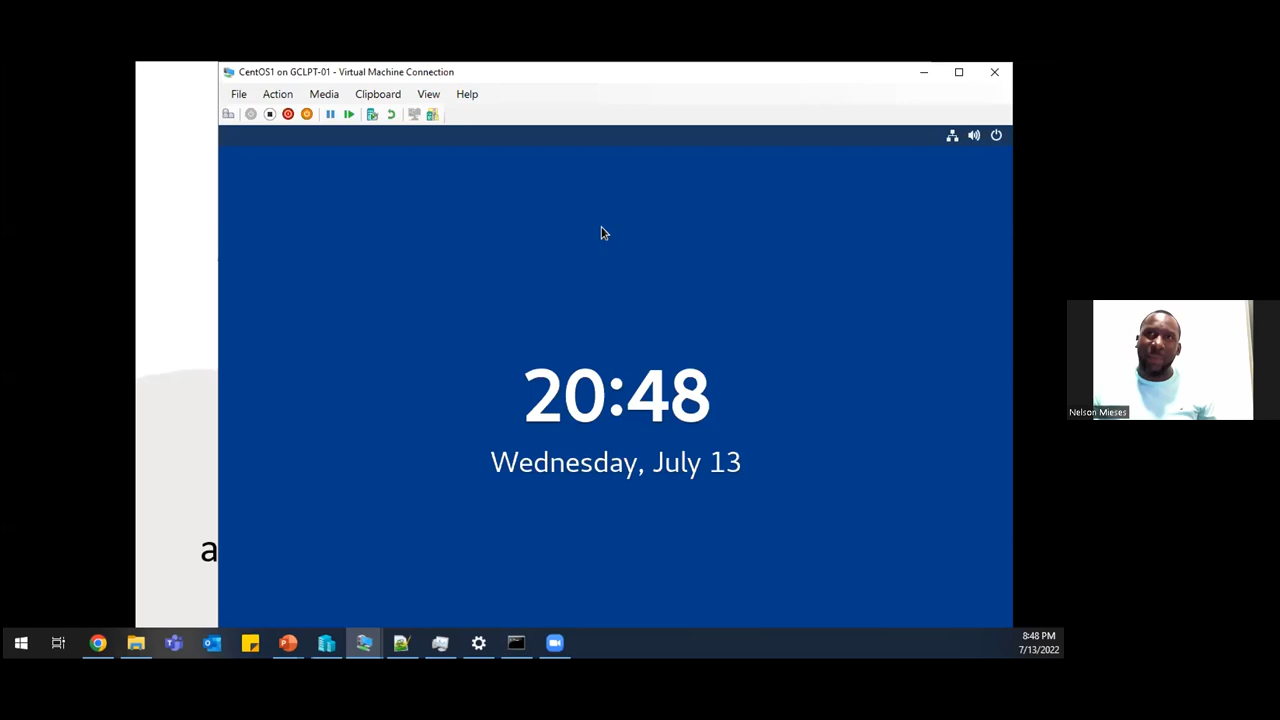 CentOS1 on GCLPT-01 - Virtual Machine Connection
File Action Media Clipboard View Help
20:48
Wednesday, July 13
a
Nelson Mieses
8:48 PM
7/13/2022